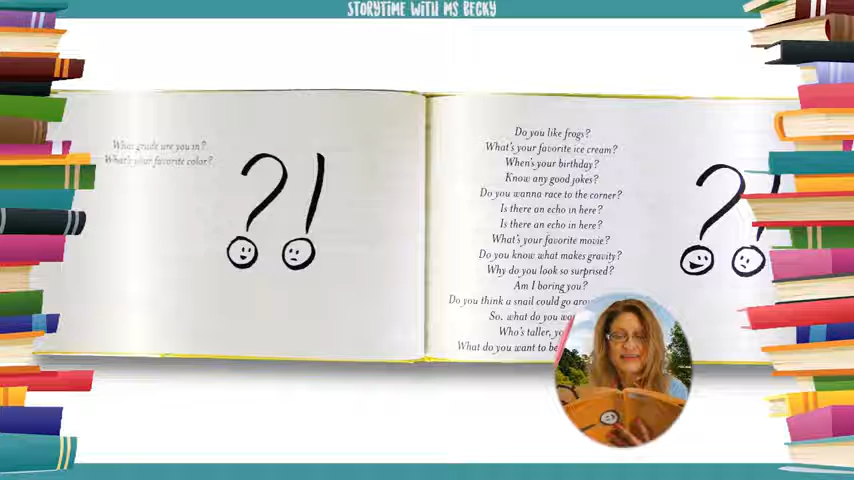 STORYTIME WITH MS BECKY
What grade are you in?
What's your favorite color?
Do you like frogs?
What's your favorite ice cream?
When's your birthday?
Know any good jokes?
Do you wanna race to the corner?
Is there an echo in here?
Is there an echo in here?
What's your favorite movie?
Do you know what makes gravity?
Why do you look so surprised?
Am I boring you?
Do you think a snail could go
So, what do you
Who's taller,
What do you want to be
?!
?!